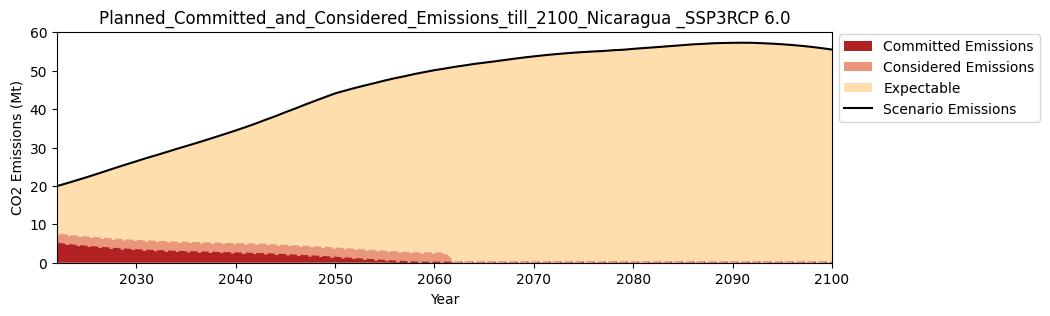 Planned_Committed_and_Considered_Emissions_till_2100_Nicaragua _SSP3RCP 6.0
60
50
40
30
20
10
0
CO2 Emissions (Mt)
2030 2040 2050 2060 2070 2080 2090 2100
Year
Committed Emissions
Considered Emissions
Expectable
Scenario Emissions